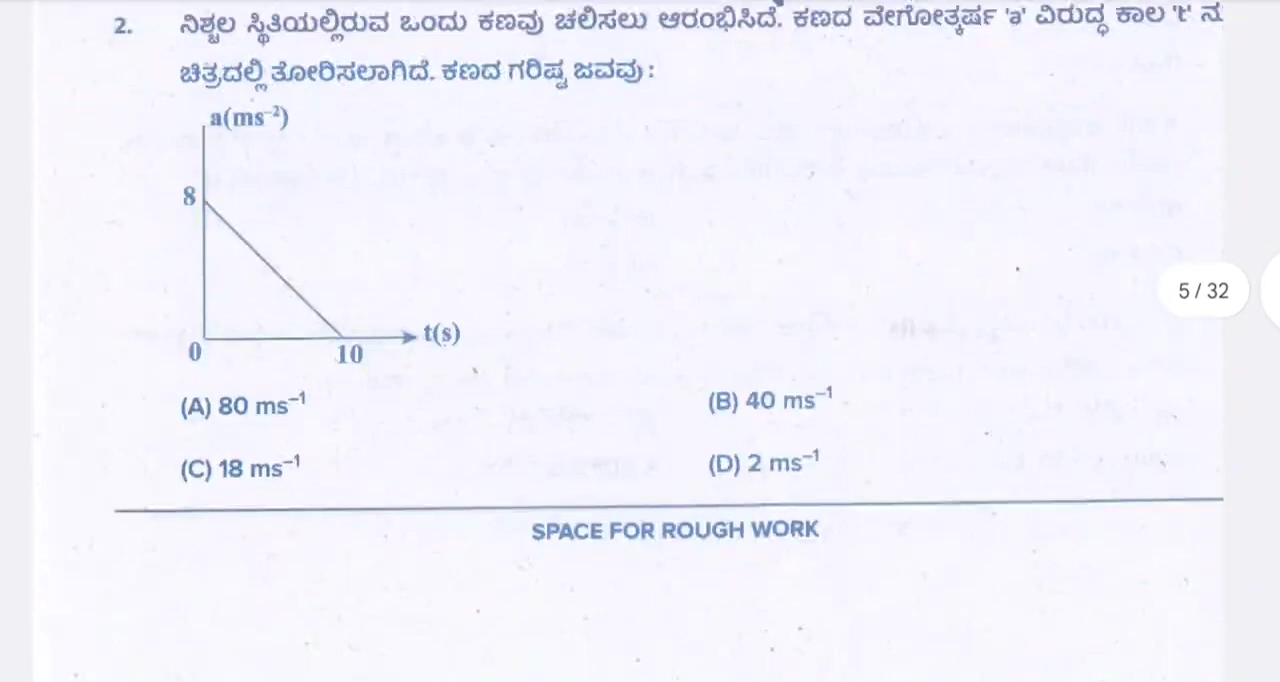 2. ನಿಶ್ಚಲ ಸ್ಥಿತಿಯಲ್ಲಿರುವ ಒಂದು ಕಣವು ಚಲಿಸಲು ಆರಂಭಿಸಿದೆ. ಕಣದ ವೇಗೋತ್ಕರ್ಷ 'a' ವಿರುದ್ಧ ಕಾಲ 't' ನ
ಚಿತ್ರದಲ್ಲಿ ತೋರಿಸಲಾಗಿದೆ. ಕಣದ ಗರಿಷ್ಟ ಜವವು :
a(ms⁻²)
8
5 / 32
0 10 t(s)
(A) 80 ms⁻¹ (B) 40 ms⁻¹
(C) 18 ms⁻¹ (D) 2 ms⁻¹
SPACE FOR ROUGH WORK